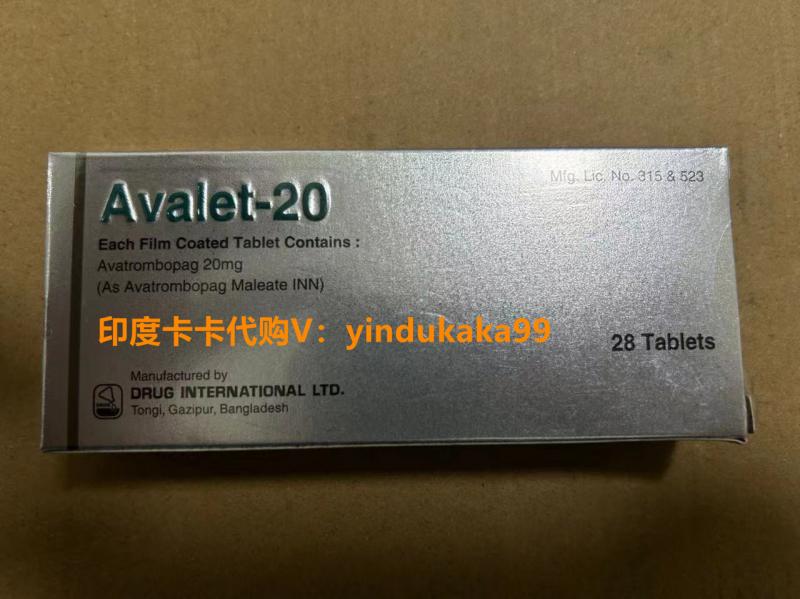 Mfg. Lic. No. 315 & 523
Avalet-20
Each Film Coated Tablet Contains :
Avatrombopag 20mg
(As Avatrombopag Maleate INN)
印度卡卡代购V：yindukaka99
28 Tablets
Manufactured by
DRUG INTERNATIONAL LTD.
Tongi, Gazipur, Bangladesh